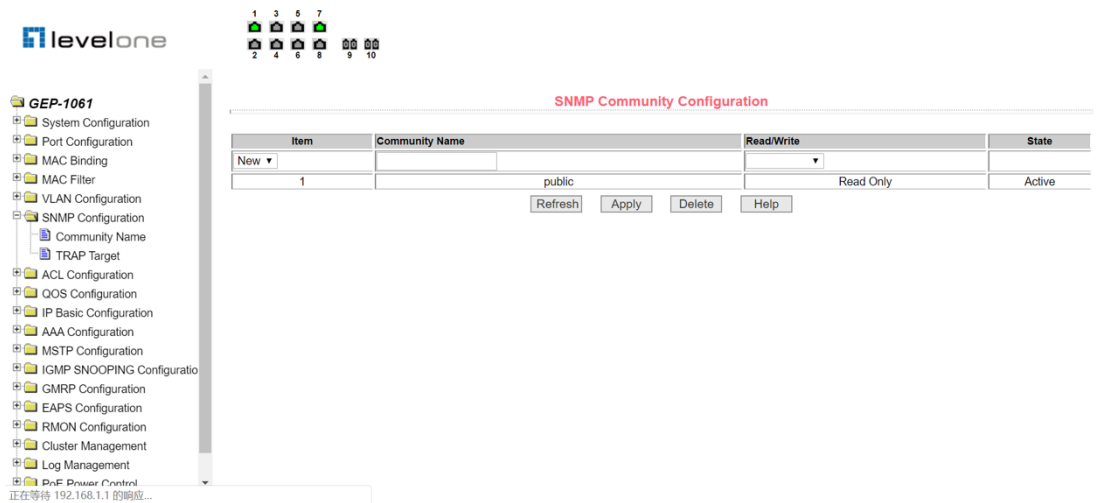 levelone
1 3 5 7
2 4 6 8 9 10
GEP-1061
System Configuration
Port Configuration
MAC Binding
MAC Filter
VLAN Configuration
SNMP Configuration
Community Name
TRAP Target
ACL Configuration
QOS Configuration
IP Basic Configuration
AAA Configuration
MSTP Configuration
IGMP SNOOPING Configuratio
GMRP Configuration
EAPS Configuration
RMON Configuration
Cluster Management
Log Management
PoE Power Control
正在等待 192.168.1.1 的响应...
SNMP Community Configuration
Item Community Name Read/Write State
New
1 public Read Only Active
Refresh Apply Delete Help